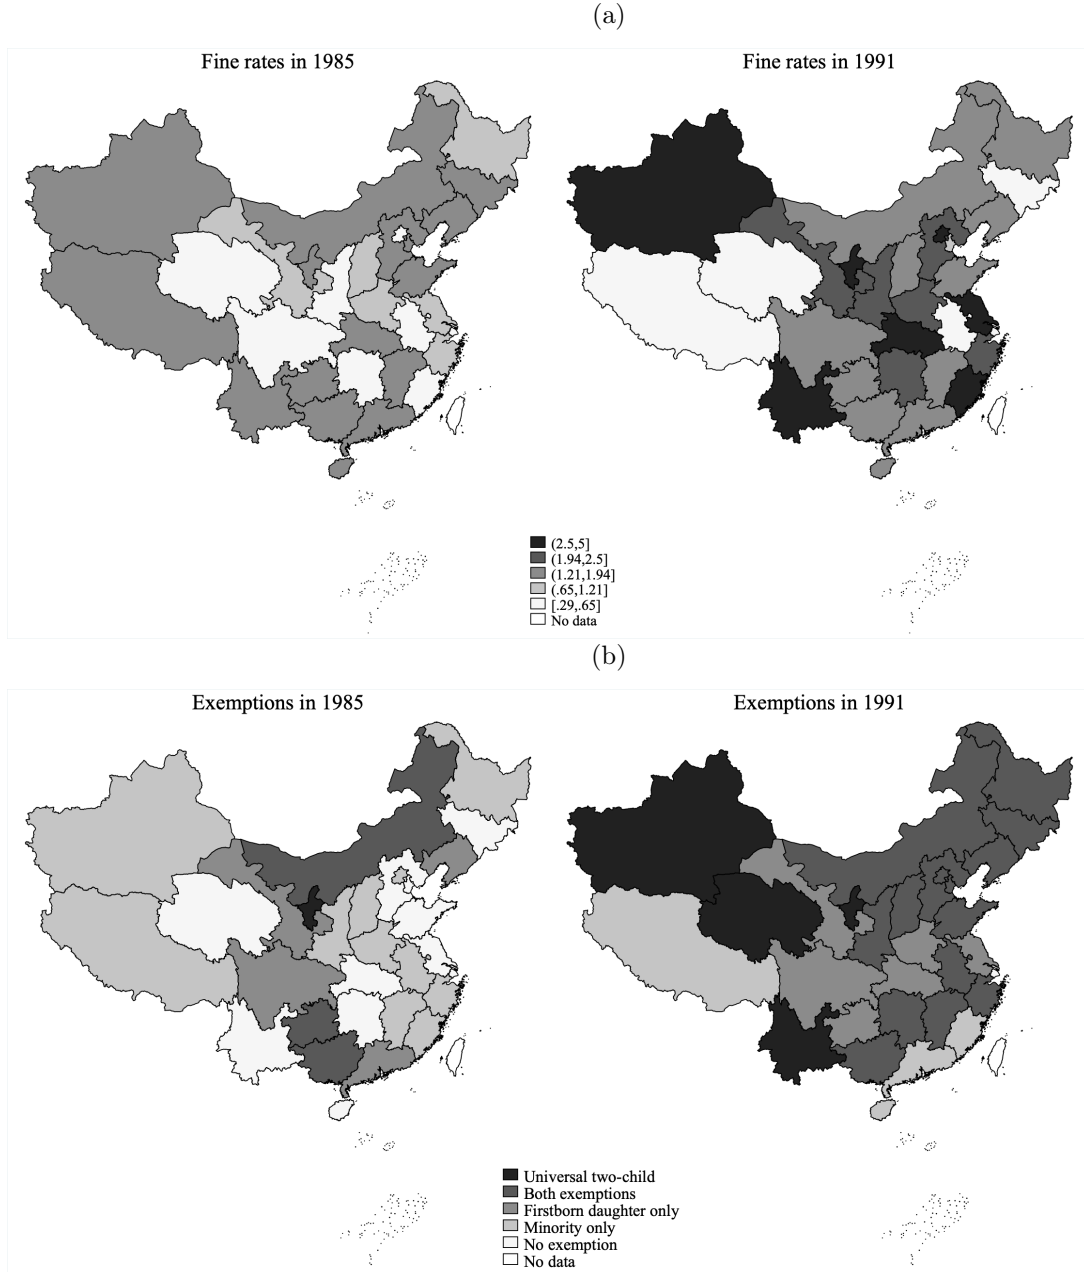 (a)
Fine rates in 1985
Fine rates in 1991
(2.5,5]
(1.94,2.5]
(1.21,1.94]
(.65,1.21]
[.29,.65]
No data
(b)
Exemptions in 1985
Exemptions in 1991
Universal two-child
Both exemptions
Firstborn daughter only
Minority only
No exemption
No data